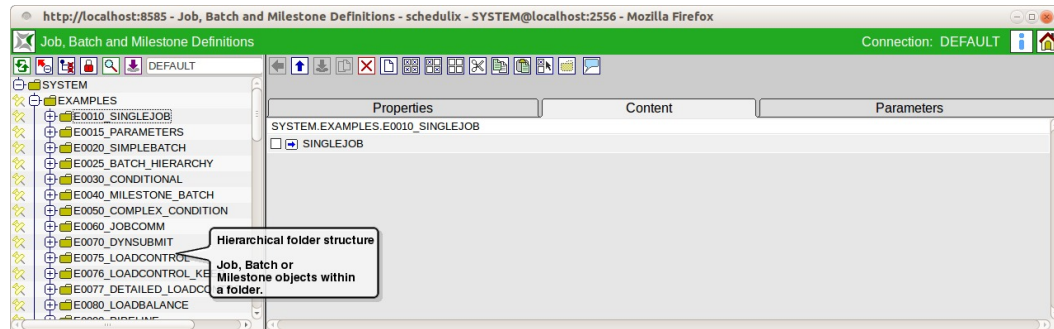 http://localhost:8585 - Job, Batch and Milestone Definitions - schedulix - SYSTEM@localhost:2556 - Mozilla Firefox
Job, Batch and Milestone Definitions
Connection: DEFAULT
DEFAULT
SYSTEM
EXAMPLES
E0010_SINGLEJOB
E0015_PARAMETERS
E0020_SIMPLEBATCH
E0025_BATCH_HIERARCHY
E0030_CONDITIONAL
E0040_MILESTONE_BATCH
E0050_COMPLEX_CONDITION
E0060_JOBCOMM
E0070_DYNSUBMIT
E0075_LOADCONTROL
E0076_LOADCONTROL_KE
E0077_DETAILED_LOADCO
E0080_LOADBALANCE
Hierarchical folder structure
Job, Batch or
Milestone objects within
a folder.
Properties
Content
Parameters
SYSTEM.EXAMPLES.E0010_SINGLEJOB
SINGLEJOB